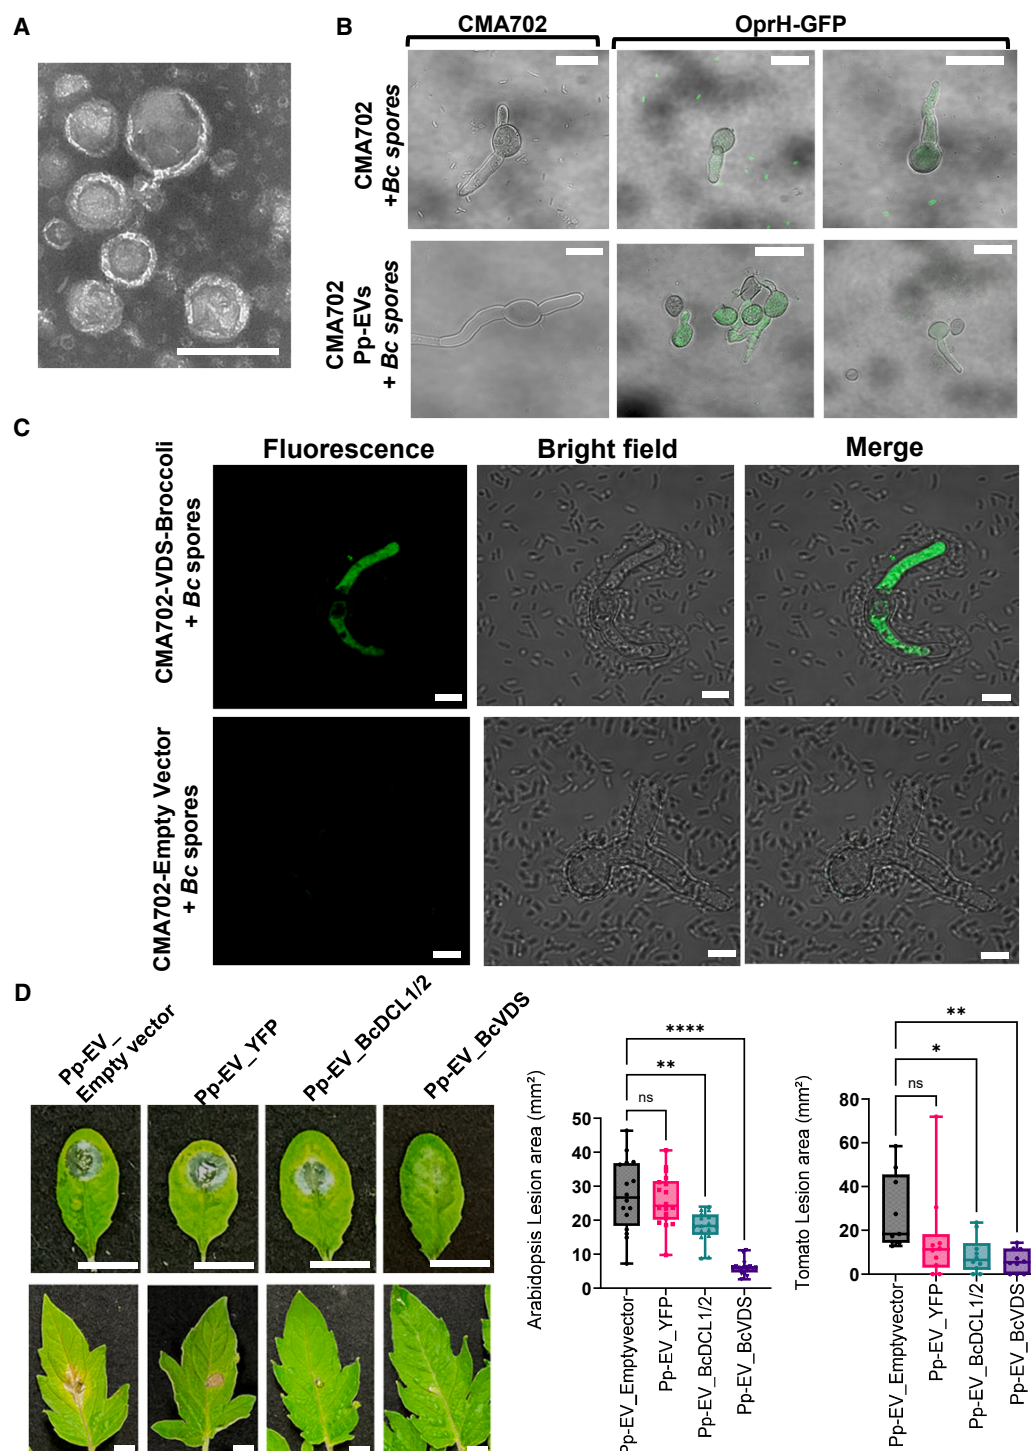 A
B
CMA702
OprH-GFP
CMA702
+Bc spores
CMA702
Pp-EVs
+ Bc spores
C
Fluorescence
Bright field
Merge
CMA702-VDS-Broccoli
+ Bc spores
CMA702-Empty Vector
+ Bc spores
D
Pp-EV_
Empty vector
Pp-EV_YFP
Pp-EV_BcDCL1/2
Pp-EV_BcVDS
Arabidopsis Lesion area (mm²)
50
40
30
20
10
0
ns
**
****
Pp-EV_Emptyvector
Pp-EV_YFP
Pp-EV_BcDCL1/2
Pp-EV_BcVDS
Tomato Lesion area (mm²)
80
60
40
20
0
ns
*
**
Pp-EV_Emptyvector
Pp-EV_YFP
Pp-EV_BcDCL1/2
Pp-EV_BcVDS